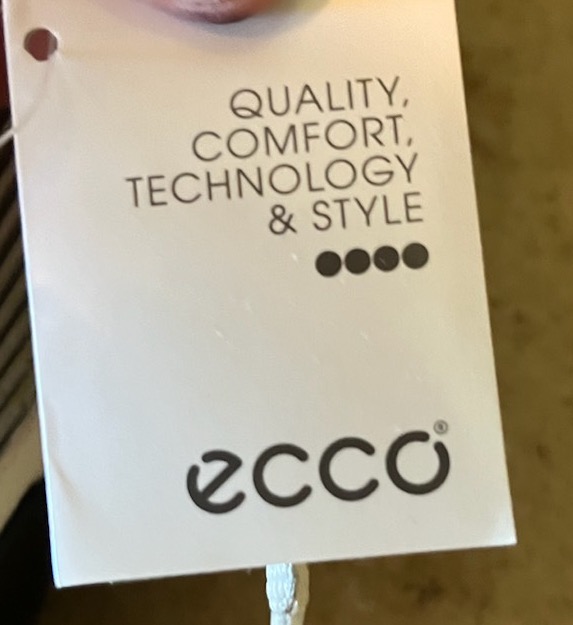 QUALITY,
COMFORT,
TECHNOLOGY
& STYLE
ecco®